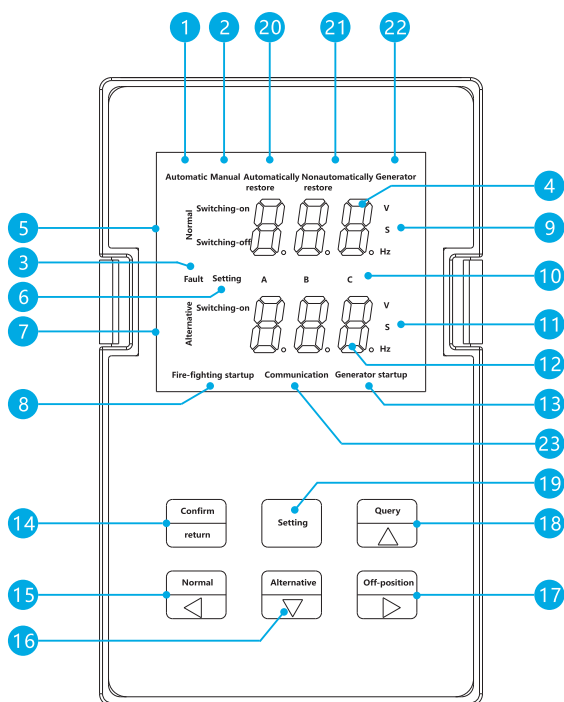 1 2 20 21 22
Automatic Manual Automatically Nonautomatically Generator
restore restore
4
Normal
Switching-on
V
5
S
9
Switching-off
Hz
3
Fault Setting A B C
10
6
Alternative
Switching-on
V
7
S
11
Hz
12
Fire-fighting startup Communication Generator startup
8
13
23
19
Confirm
return
Setting
Query
14
18
Normal
Alternative
Off-position
15
17
16